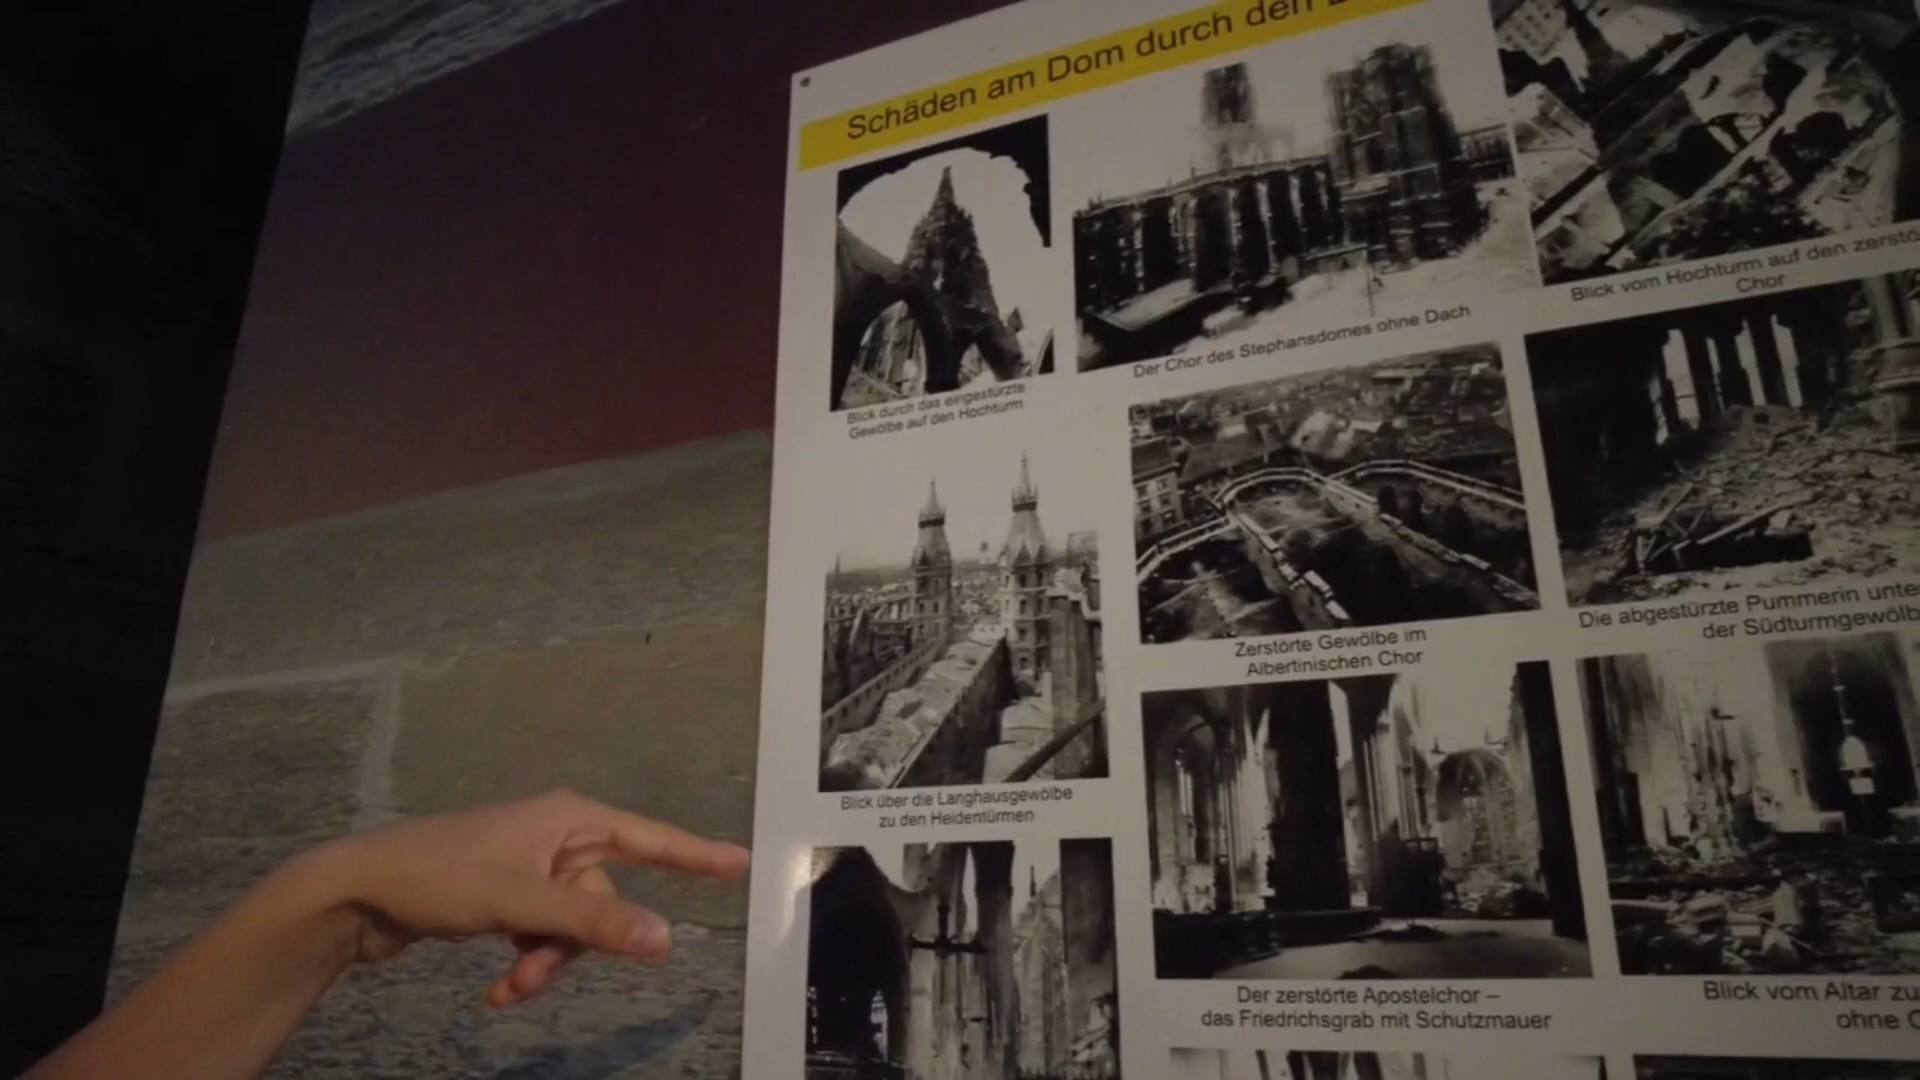 Schäden am Dom durch den
Blick durch das eingestürzte
Gewölbe auf den Hochturm
Der Chor des Stephansdomes ohne Dach
Blick vom Hochturm auf den
Chor
Blick über die Langhausgewölbe
zu den Heidentürmen
Zerstörte Gewölbe im
Albertinischen Chor
Die abgestürzte Pummerin
der
Der zerstörte Apostelchor –
das Friedrichsgrab mit Schutzmauer
Blick vom Altar
ohne